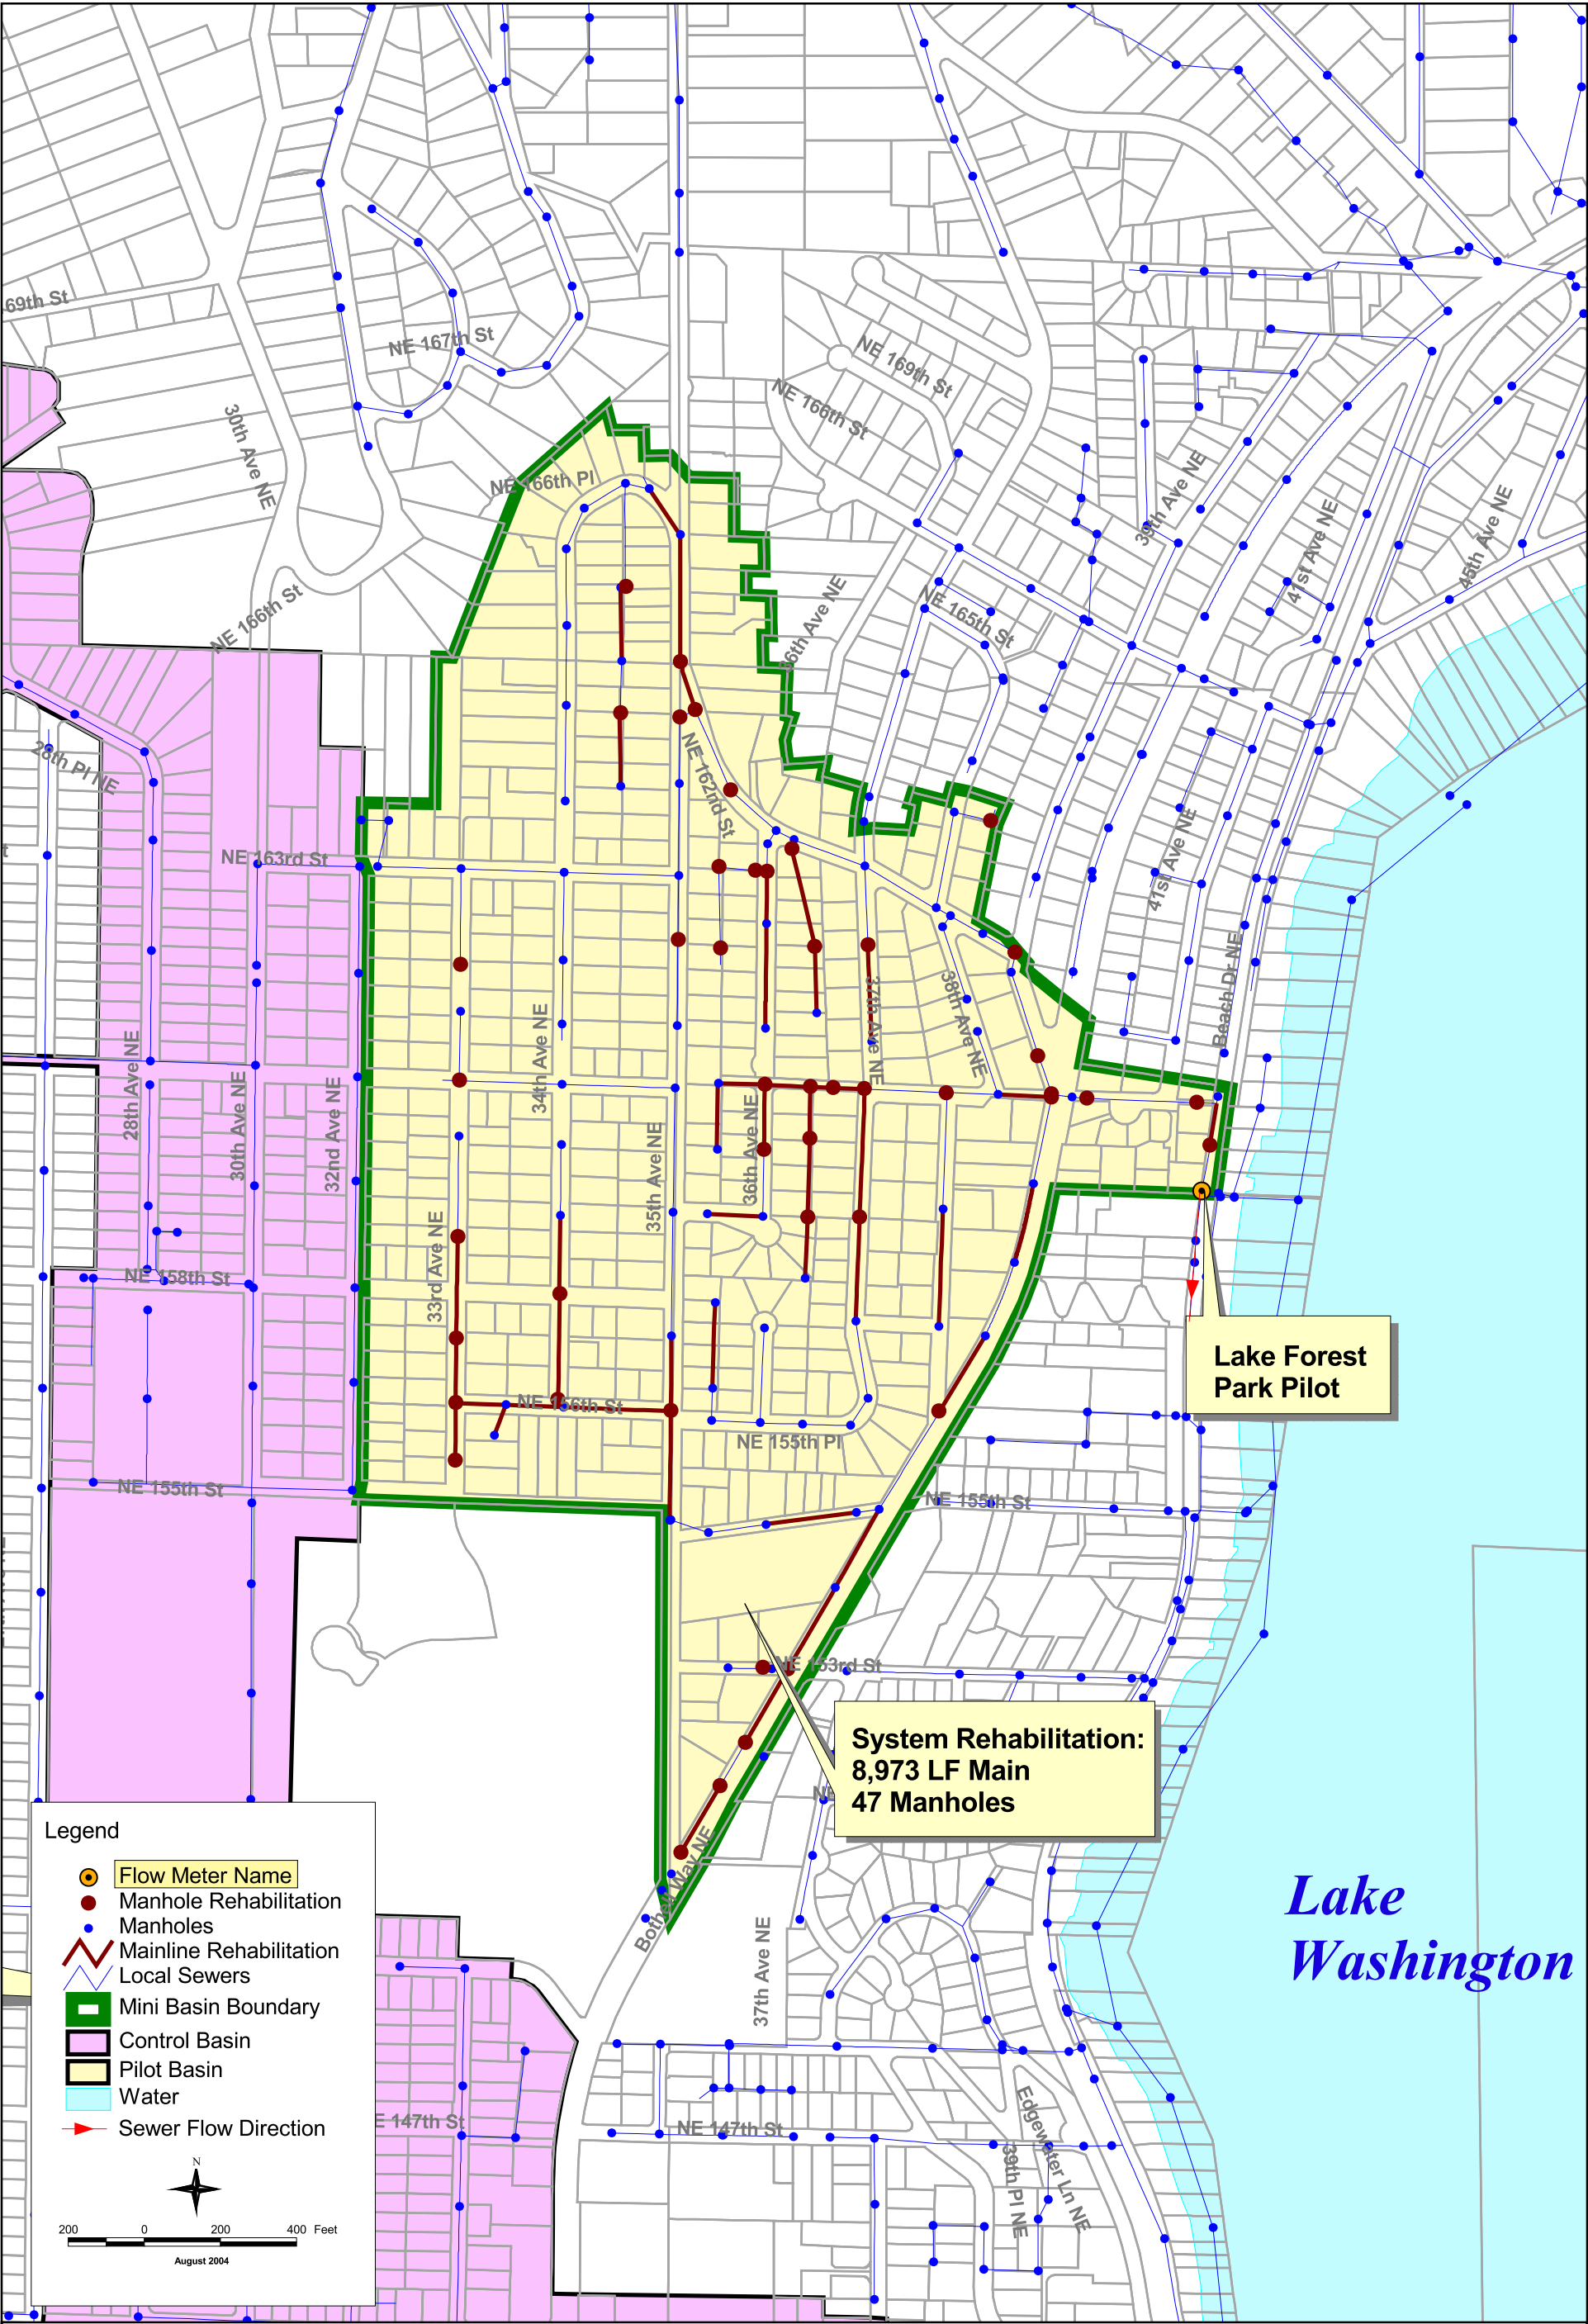 69th St
NE 167th St
30th Ave NE
NE 169th St
NE 166th St
NE 166th Pl
39th Ave NE
41st Ave NE
45th Ave NE
NE 166th St
36th Ave NE
NE 165th St
28th Pl NE
NE 162nd St
NE 163rd St
41st Ave NE
Beach Dr NE
38th Ave NE
37th Ave NE
34th Ave NE
28th Ave NE
30th Ave NE
32nd Ave NE
35th Ave NE
36th Ave NE
33rd Ave NE
NE 158th St
Lake Forest
Park Pilot
NE 156th St
NE 155th Pl
NE 155th St
NE 155th St
NE 153rd St
System Rehabilitation:
8,973 LF Main
47 Manholes
NE
Bothell Way NE
37th Ave NE
Lake
Washington
Legend
Flow Meter Name
Manhole Rehabilitation
Manholes
Mainline Rehabilitation
Local Sewers
Mini Basin Boundary
Control Basin
Pilot Basin
Water
Sewer Flow Direction
N
200 0 200 400 Feet
August 2004
E 147th St
NE 147th St
39th Pl NE
Edgewater Ln NE